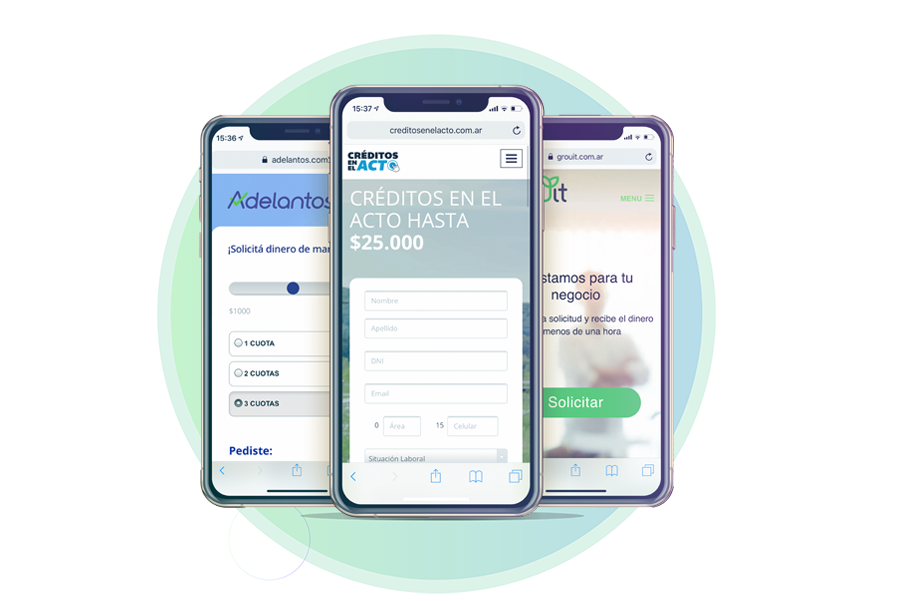 15:36
adelantos.com
Adelantos
¡Solicitá dinero de
$1000
1 CUOTA
2 CUOTAS
3 CUOTAS
Pediste:
15:37
creditosenelacto.com.ar
CRÉDITOS
EN EL ACTO
CRÉDITOS EN EL
ACTO HASTA
$25.000
Nombre
Apellido
DNI
Email
0 Área 15 Celular
Situación Laboral
grouit.com.ar
MENU
para tu
negocio
solicitud y recibe el dinero
menos de una hora
Solicitar